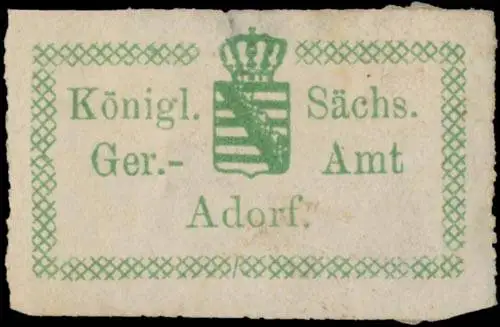 Königl. Sächs.
Ger.- Amt
Adorf.